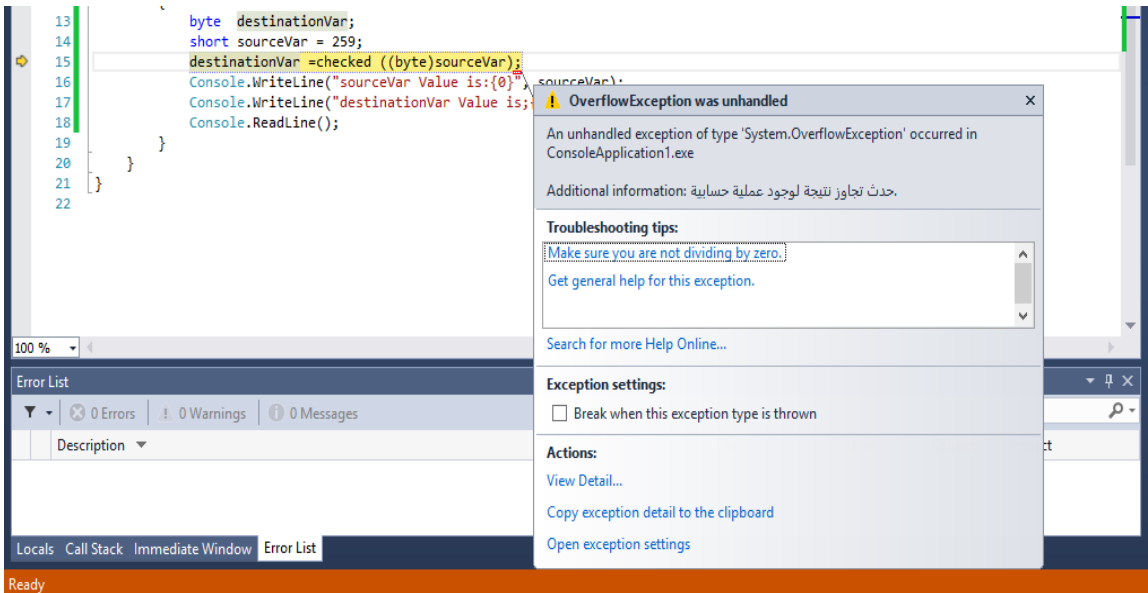 13 byte destinationVar;
14 short sourceVar = 259;
15 destinationVar =checked ((byte)sourceVar);
16 Console.WriteLine("sourceVar Value is:{0}", sourceVar);
17 Console.WriteLine("destinationVar Value is;
18 Console.ReadLine();
19 }
20 }
21 }
22
OverflowException was unhandled
An unhandled exception of type 'System.OverflowException' occurred in
ConsoleApplication1.exe
Additional information: حدث تجاوز نتيجة لوجود عملية حسابية.
Troubleshooting tips:
Make sure you are not dividing by zero.
Get general help for this exception.
Search for more Help Online...
Exception settings:
Break when this exception type is thrown
Actions:
View Detail...
Copy exception detail to the clipboard
Open exception settings
100 %
Error List
0 Errors 0 Warnings 0 Messages
Description
Locals Call Stack Immediate Window Error List
Ready